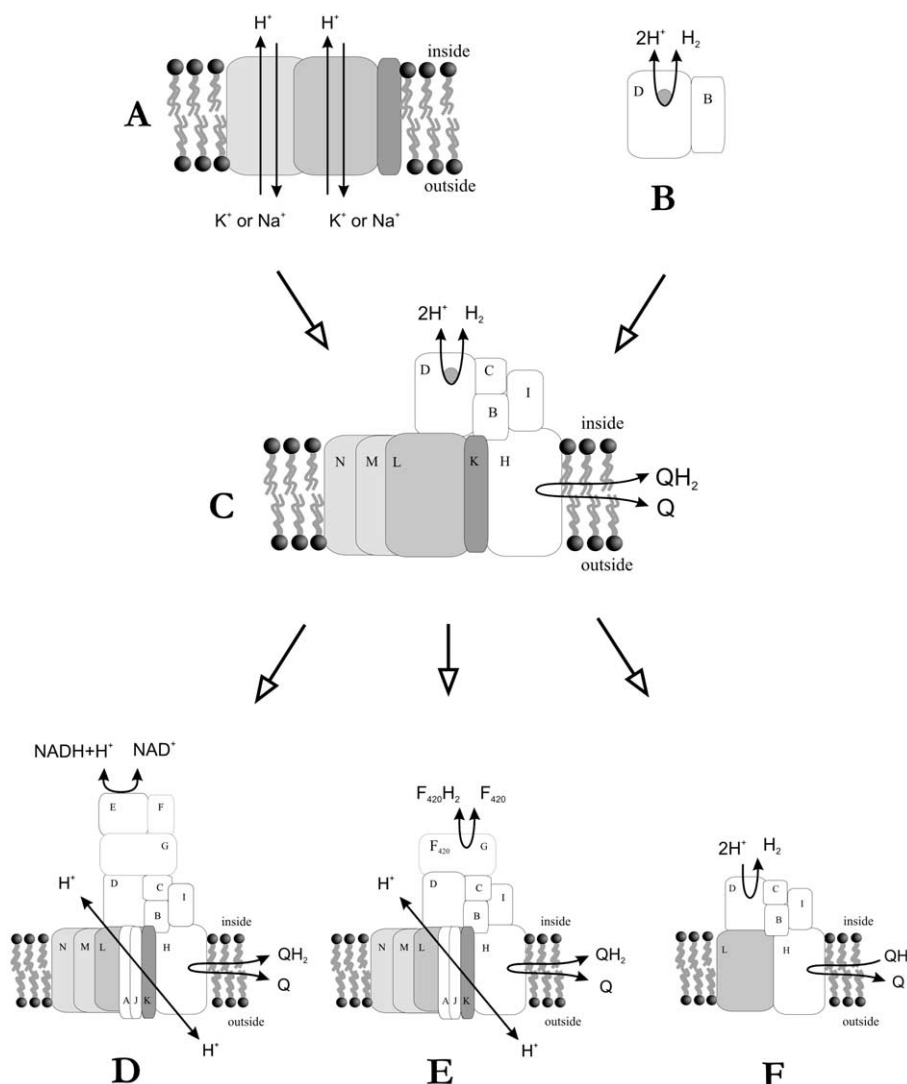 H⁺ H⁺
inside
A
outside
K⁺ or Na⁺ K⁺ or Na⁺
2H⁺ H₂
D B
B
2H⁺ H₂
D C
I
B
inside
N M L K H
QH₂
C
Q
outside
NADH+H⁺ NAD⁺
E F
G
D C
H⁺
I
B
inside
N M L H
QH₂
Q
A J K
outside
H⁺
D
F₄₂₀H₂ F₄₂₀
F₄₂₀ G
D C
H⁺
I
B
inside
N M L H
QH₂
Q
A J K
outside
H⁺
E
2H⁺ H₂
D C
I
B
inside
L H
QH
Q
outside
F